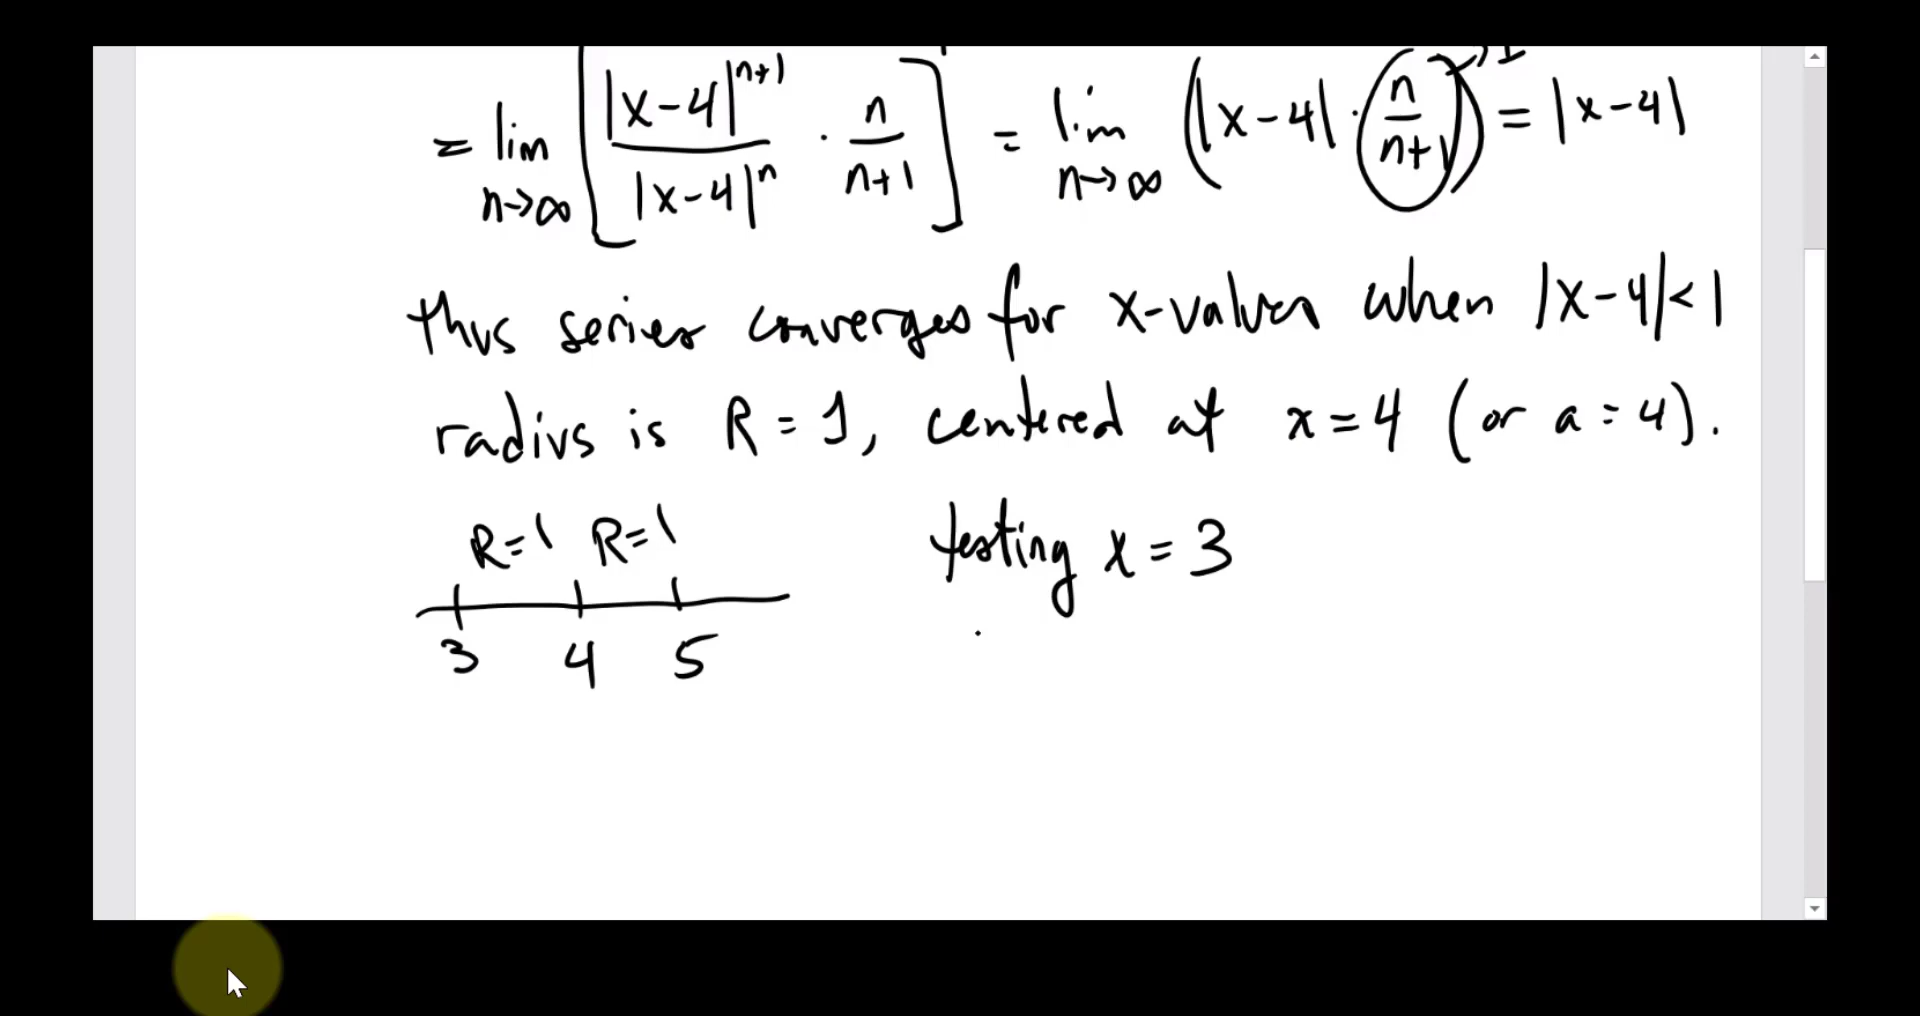 = lim n→∞ [ |x-4|^{n+1} / |x-4|^n · n / n+1 ] = lim n→∞ ( |x-4| · n / n+1 ) = |x-4|
thus series converges for x-values when |x-4|<1
radius is R = 1, centered at x = 4 (or a = 4).
R=1 R=1
3 4 5
testing x = 3